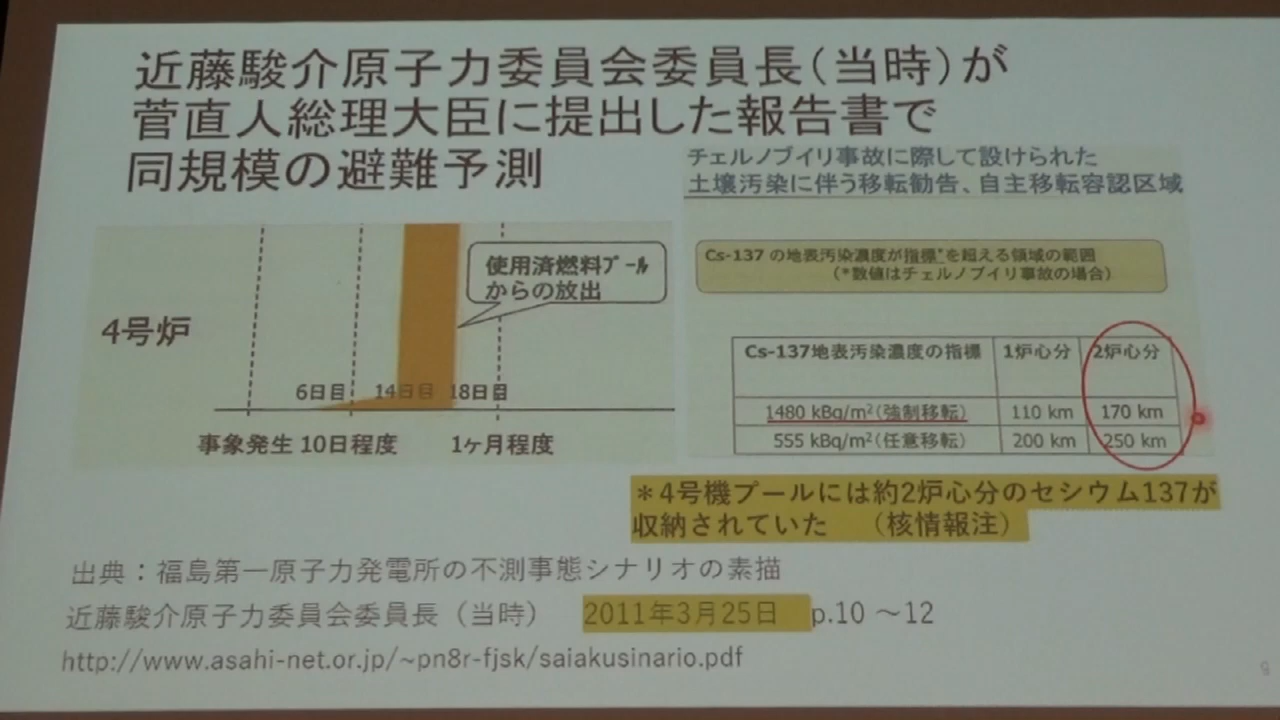 近藤駿介原子力委員会委員長（当時）が
菅直人総理大臣に提出した報告書で
同規模の避難予測
チェルノブイリ事故に際して設けられた
土壌汚染に伴う移転勧告、自主移転容認区域
Cs-137 の地表汚染濃度が指標*を超える領域の範囲
（*数値はチェルノブイリ事故の場合）
使用済燃料ﾌﾟｰﾙ
からの放出
4号炉
6日目 14日目 18日目
事象発生 10日程度 1ヶ月程度
Cs-137地表汚染濃度の指標 1炉心分 2炉心分
1480 kBq/m²（強制移転） 110 km 170 km
555 kBq/m²（任意移転） 200 km 250 km
＊4号機プールには約2炉心分のセシウム137が
収納されていた （核情報注）
出典：福島第一原子力発電所の不測事態シナリオの素描
近藤駿介原子力委員会委員長（当時） 2011年3月25日 p.10 ～12
http://www.asahi-net.or.jp/~pn8r-fjsk/saiakusinario.pdf
9